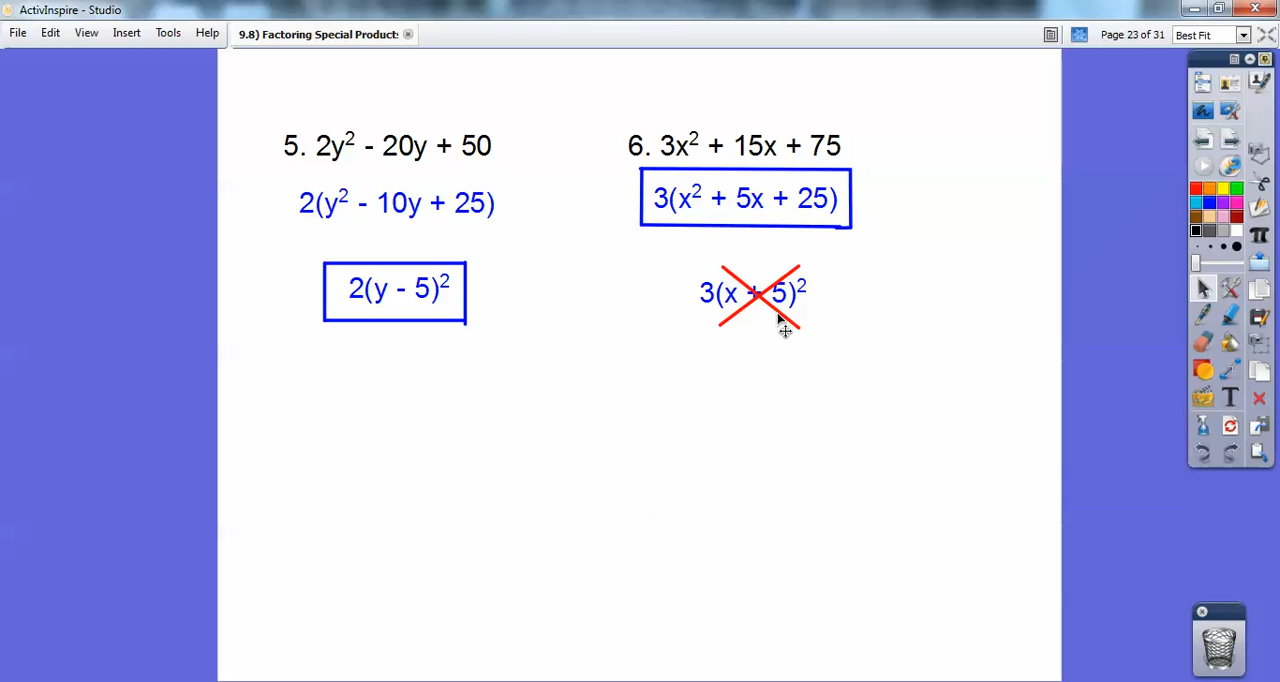 ActivInspire - Studio
File Edit View Insert Tools Help
9.8) Factoring Special Product:
Page 23 of 31
Best Fit
5. 2y² - 20y + 50
2(y² - 10y + 25)
2(y - 5)²
6. 3x² + 15x + 75
3(x² + 5x + 25)
3(x + 5)²